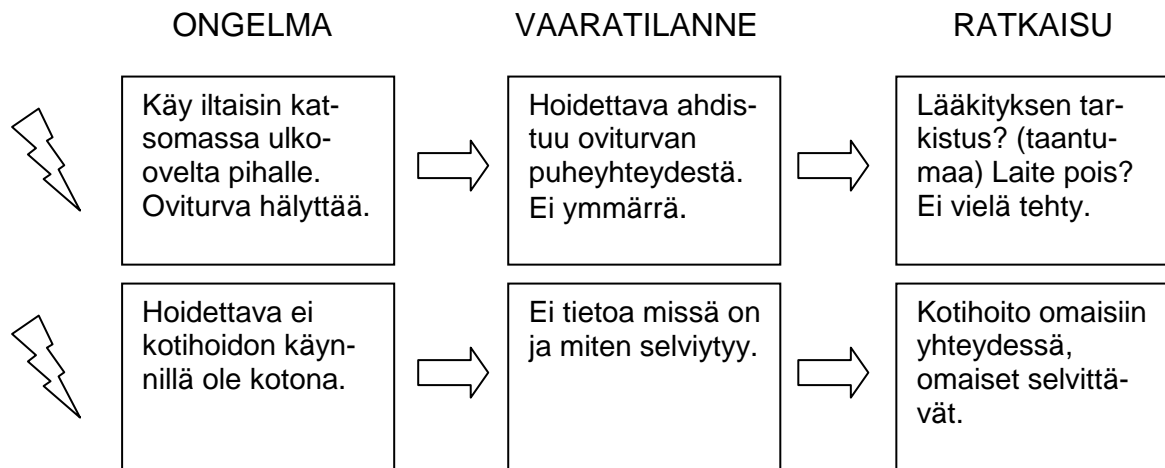 ONGELMA
VAARATILANNE
RATKAISU
Käy iltaisin kat-
somassa ulko-
ovelta pihalle.
Oviturva hälyttää.
Hoidettava ahdis-
tuu oviturvan
puheyhteydestä.
Ei ymmärrä.
Lääkityksen tar-
kistus? (taantu-
maa) Laite pois?
Ei vielä tehty.
Hoidettava ei
kotihoidon käyn-
nillä ole kotona.
Ei tietoa missä on
ja miten selviytyy.
Kotihoito omaisiin
yhteydessä,
omaiset selvittä-
vät.